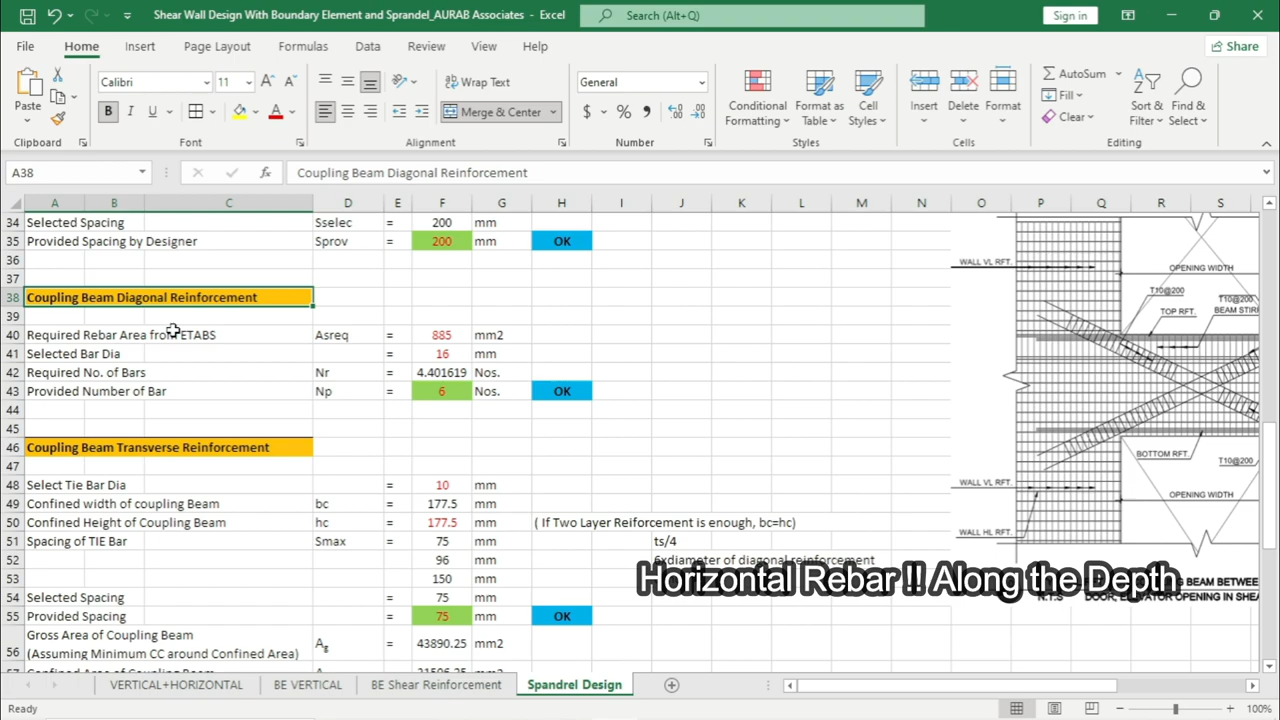 Shear Wall Design With Boundary Element and Sprandel_AURAB Associates - Excel
Search (Alt+Q)
Sign in
File Home Insert Page Layout Formulas Data Review View Help
Share
Paste
Calibri 11
B I U
Wrap Text
Merge & Center
General
$ %
Conditional Formatting
Format as Table
Cell Styles
Insert Delete Format
AutoSum
Fill
Clear
Sort & Filter
Find & Select
Clipboard Font Alignment Number Styles Cells Editing
A38 fx Coupling Beam Diagonal Reinforcement
A B C D E F G H I J K L M N O P Q R S
34 Selected Spacing Sselec = 200 mm
35 Provided Spacing by Designer Sprov = 200 mm OK
36
37
38 Coupling Beam Diagonal Reinforcement
39
40 Required Rebar Area from ETABS Asreq = 885 mm2
41 Selected Bar Dia = 16 mm
42 Required No. of Bars Nr = 4.401619 Nos.
43 Provided Number of Bar Np = 6 Nos. OK
44
45
46 Coupling Beam Transverse Reinforcement
47
48 Select Tie Bar Dia = 10 mm
49 Confined width of coupling Beam bc = 177.5 mm
50 Confined Height of Coupling Beam hc = 177.5 mm ( If Two Layer Reiforcement is enough, bc=hc)
51 Spacing of TIE Bar Smax = 75 mm ts/4
52 96 mm 6xdiameter of diagonal reinforcement
53 150 mm
54 Selected Spacing = 75 mm
55 Provided Spacing = 75 mm OK
56 Gross Area of Coupling Beam
(Assuming Minimum CC around Confined Area) Ag = 43890.25 mm2
WALL VL RFT.
OPENING WIDTH
T10@200
T10@200
TOP RFT.
BEAM STIR
BOTTOM RFT.
T10@200
WALL VL RFT.
OPENING WIDTH
WALL HL RFT.
BEAM BETWEEN
N.T.S DOOR, ELEVATOR OPENING IN SHEA
Horizontal Rebar !! Along the Depth
VERTICAL+HORIZONTAL BE VERTICAL BE Shear Reinforcement Spandrel Design
Ready
100%